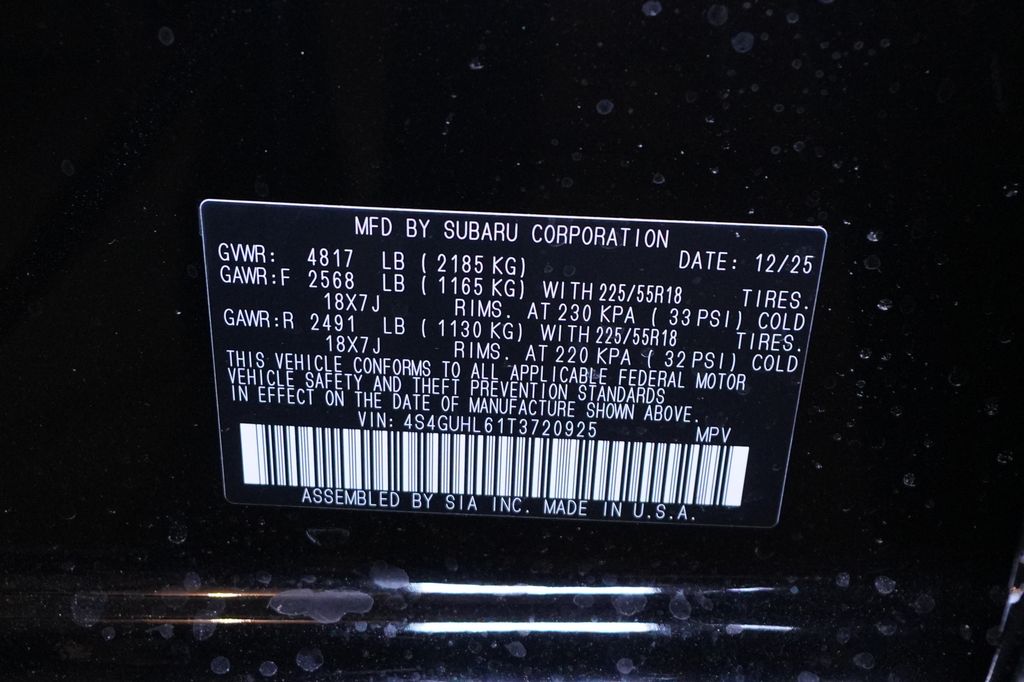 MFD BY SUBARU CORPORATION
GVWR: 4817 LB ( 2185 KG) DATE: 12/25
GAWR:F 2568 LB ( 1165 KG) WITH 225/55R18 TIRES.
18X7J RIMS. AT 230 KPA ( 33 PSI) COLD
GAWR:R 2491 LB ( 1130 KG) WITH 225/55R18 TIRES.
18X7J RIMS. AT 220 KPA ( 32 PSI) COLD
THIS VEHICLE CONFORMS TO ALL APPLICABLE FEDERAL MOTOR
VEHICLE SAFETY AND THEFT PREVENTION STANDARDS
IN EFFECT ON THE DATE OF MANUFACTURE SHOWN ABOVE.
VIN: 4S4GUHL61T3720925 MPV
ASSEMBLED BY SIA INC. MADE IN U.S.A.